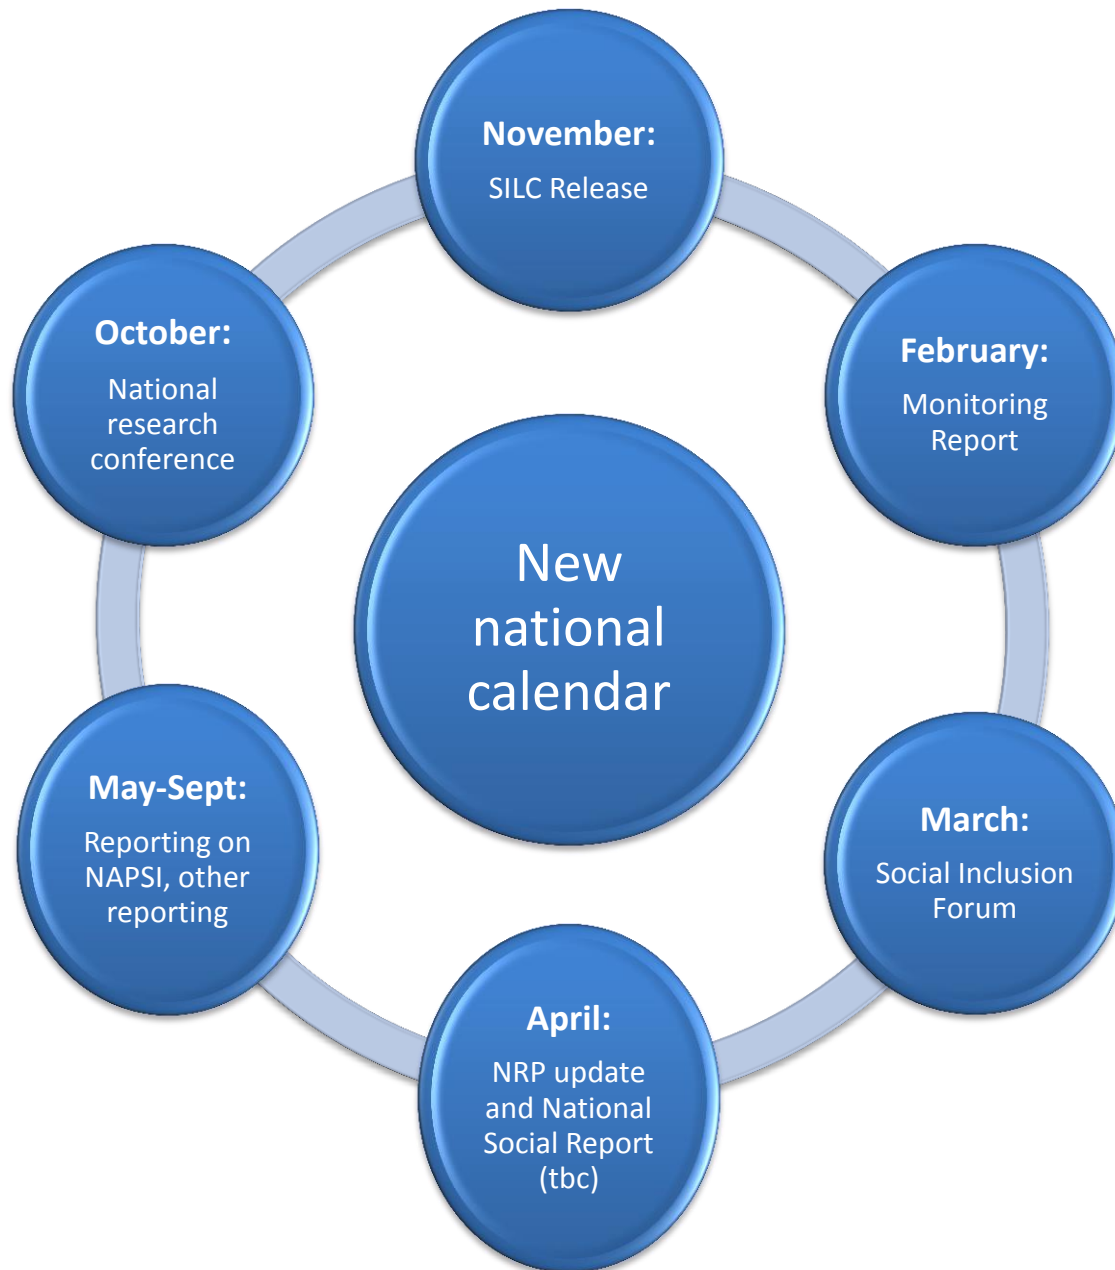 November:
SILC Release
February:
Monitoring
Report
March:
Social Inclusion
Forum
April:
NRP update
and National
Social Report
(tbc)
May-Sept:
Reporting on
NAPSI, other
reporting
October:
National
research
conference
New
national
calendar